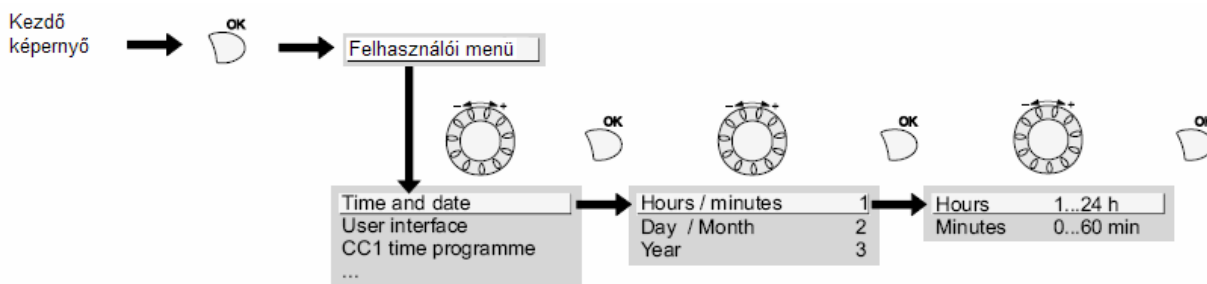 Kezdő
képernyő
OK
Felhasználói menü
- +
OK
- +
OK
- +
OK
Time and date
User interface
CC1 time programme
...
Hours / minutes 1
Day / Month 2
Year 3
Hours 1...24 h
Minutes 0...60 min